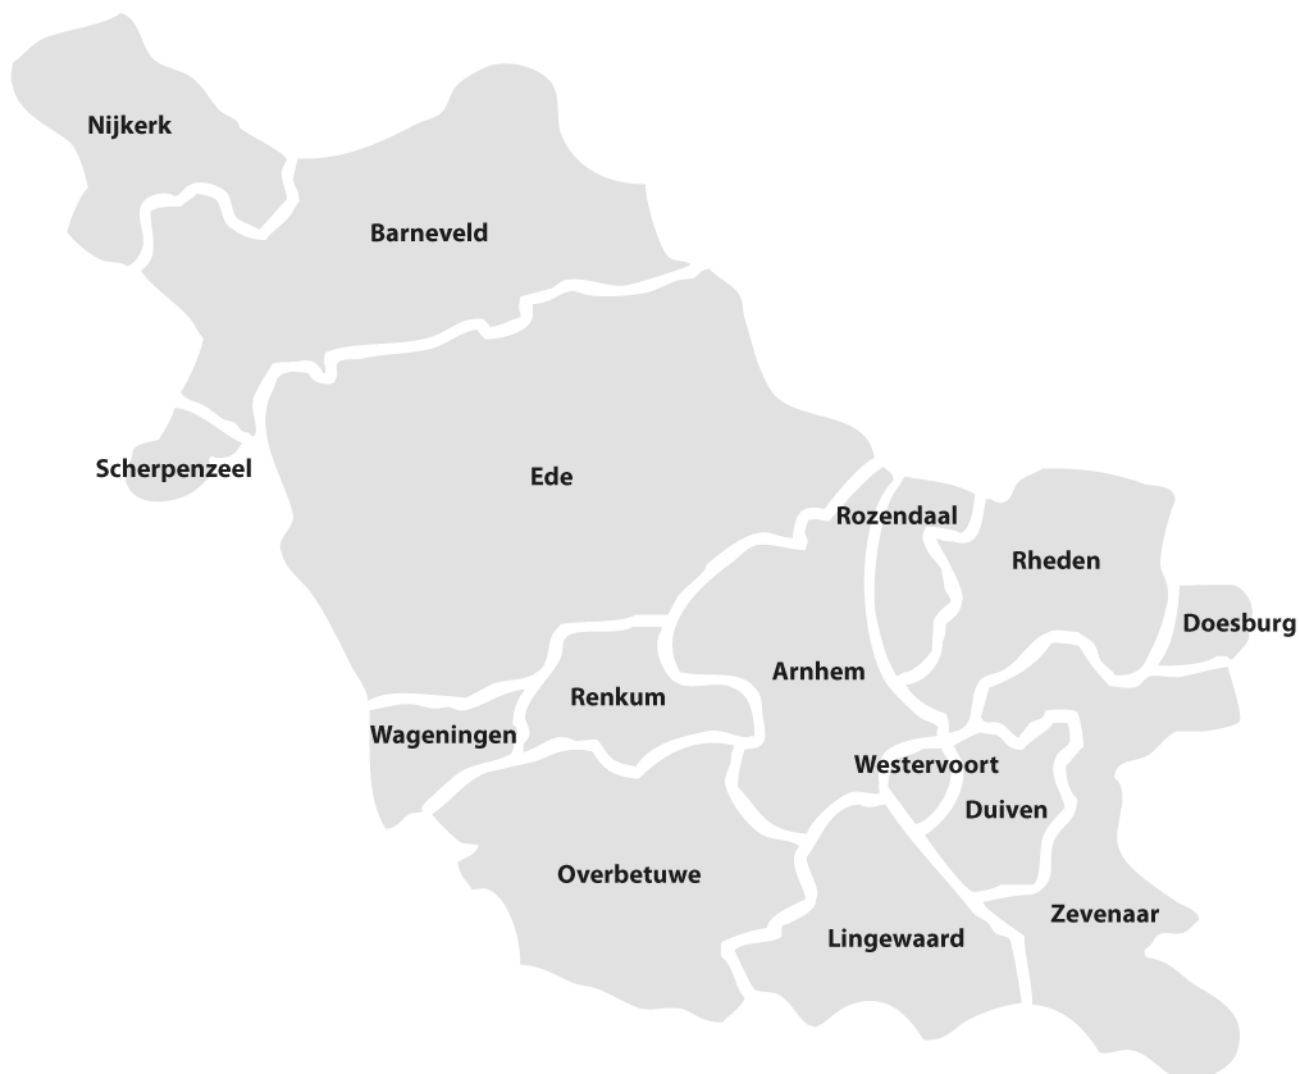 Nijkerk
Barneveld
Scherpenzeel
Ede
Rozendaal
Rheden
Doesburg
Arnhem
Renkum
Wageningen
Westervoort
Duiven
Overbetuwe
Zevenaar
Lingewaard